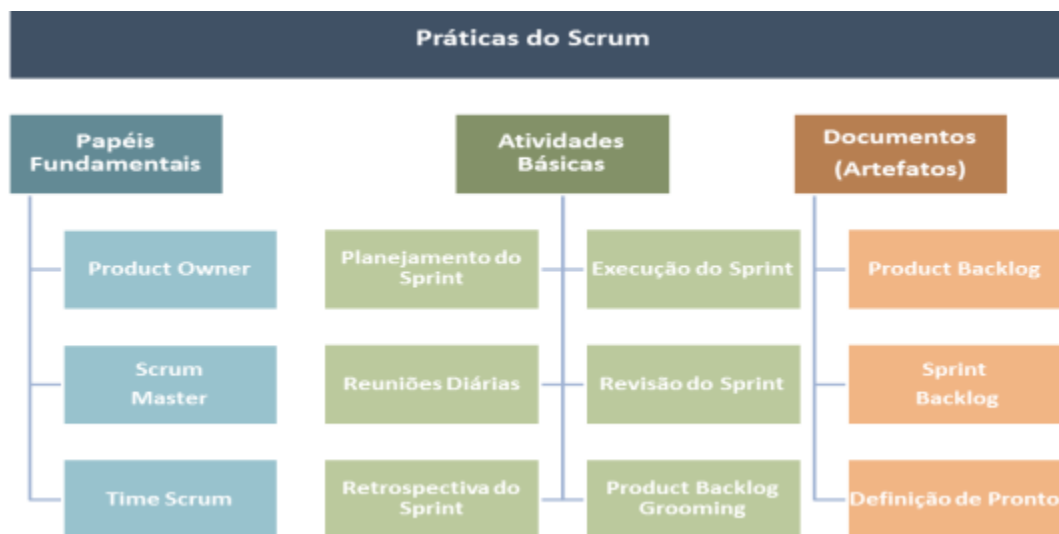 Práticas do Scrum
Papéis
Fundamentais
Product Owner
Scrum
Master
Time Scrum
Atividades
Básicas
Planejamento do
Sprint
Execução do Sprint
Reuniões Diárias
Revisão do Sprint
Retrospectiva do
Sprint
Product Backlog
Grooming
Documentos
(Artefatos)
Product Backlog
Sprint
Backlog
Definição de Pronto